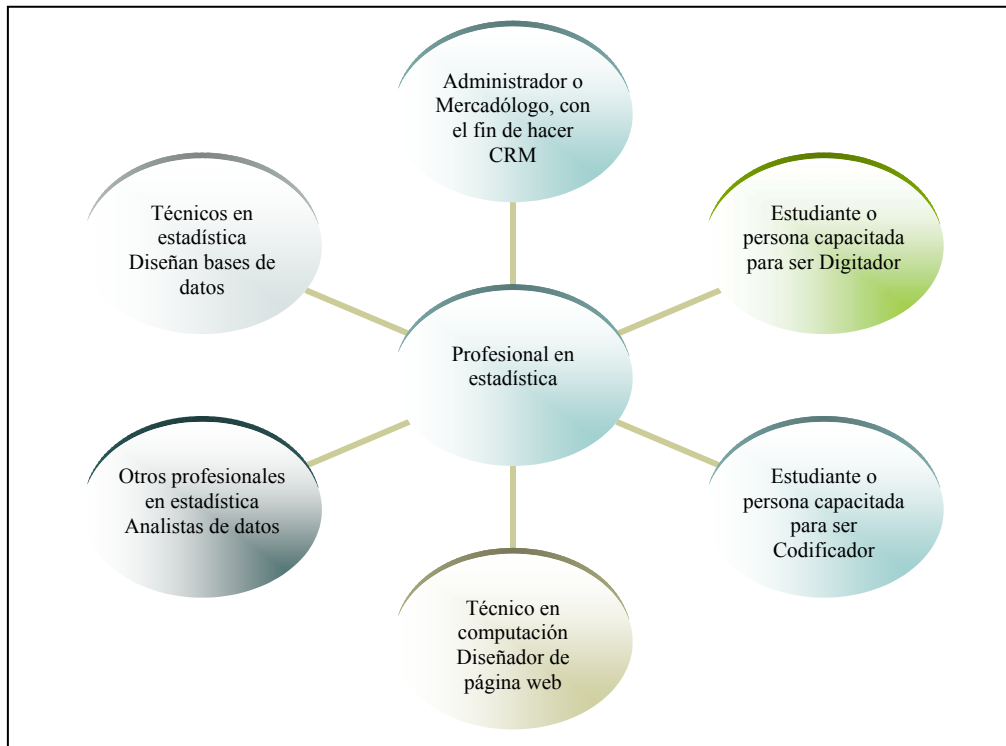 Administrador o
Mercadólogo, con
el fin de hacer
CRM
Técnicos en
estadística
Diseñan bases de
datos
Estudiante o
persona capacitada
para ser Digitador
Profesional en
estadística
Otros profesionales
en estadística
Analistas de datos
Estudiante o
persona capacitada
para ser
Codificador
Técnico en
computación
Diseñador de
página web